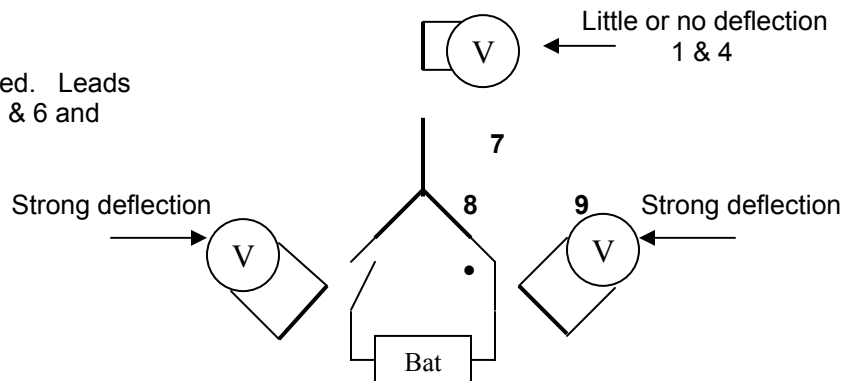 Little or no deflection
1 & 4
V
ed. Leads
& 6 and
7
Strong deflection
8
9
Strong deflection
V
V
Bat